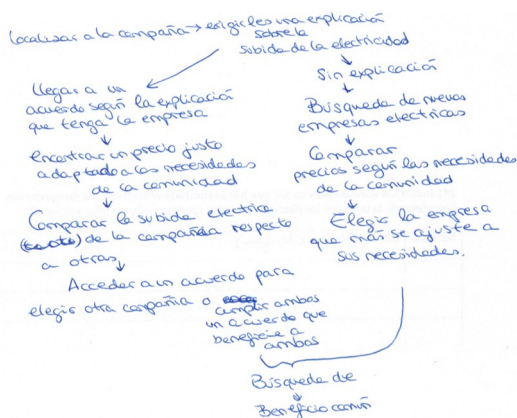 Localizar a la compañía → exigirles una explicación
sobre la
subida de la electricidad
Llegar a un
acuerdo según la explicación
que tenga la empresa
encontrar un precio justo
adaptado a las necesidades
de la comunidad
Comparar la subida electrica
de la compañía respecto
a otras
Acceder a un acuerdo para
elegir otra compañía o
cumplir ambas
un acuerdo que
beneficie a
ambas
Sin explicación
Búsqueda de nuevas
empresas electricas
Comparar
precios según las necesidades
de la comunidad
Elegir la empresa
que más se ajuste a
sus necesidades.
Búsqueda de
Beneficio común